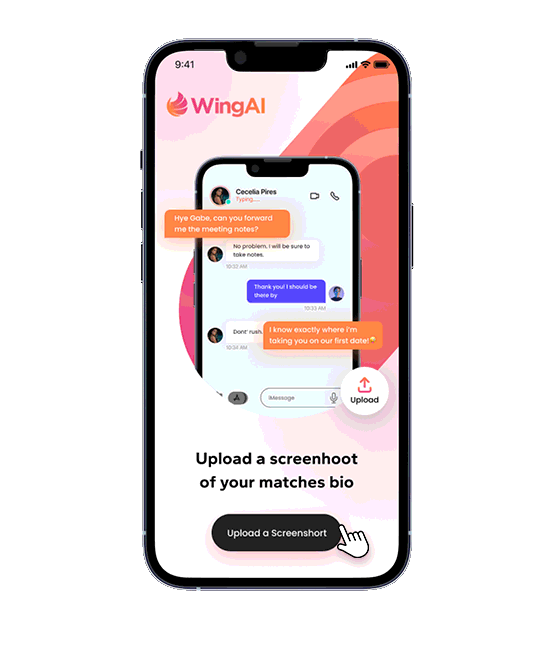 9:41
WingAI
Cecelia Pires
Typing.....
Hye Gabe, can you forward
me the meeting notes?
No problem, I will be sure to
take notes.
10:32 AM
Thank you! I should be
there by
10:33 AM
Dont' rush.
I know exactly where i'm
taking you on our first date!
10:34 AM
iMessage
Upload
Upload a screenhoot
of your matches bio
Upload a Screenshort